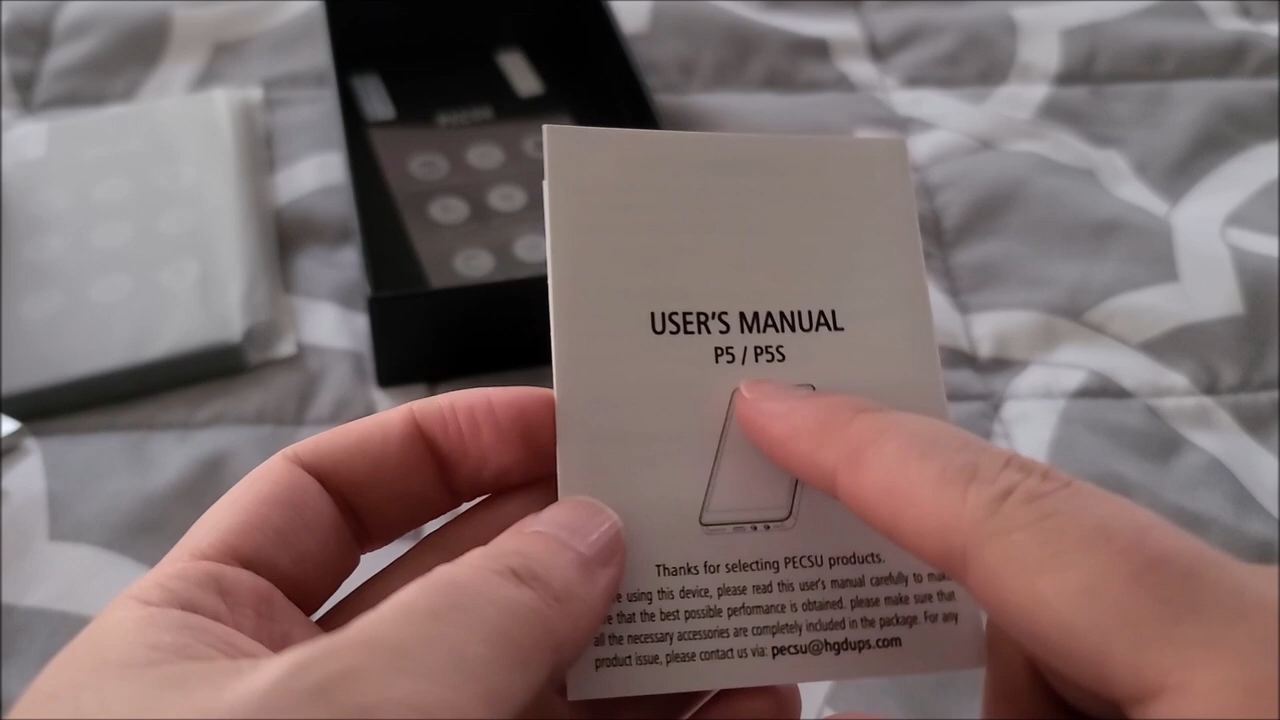 USER'S MANUAL
P5 / P5S
Thanks for selecting PECSU products.
using this device, please read this user's manual carefully to
that the best possible performance is obtained. please make sure that
all the necessary accessories are completely included in the package. For any
product issue, please contact us via: pecsu@hgdups.com